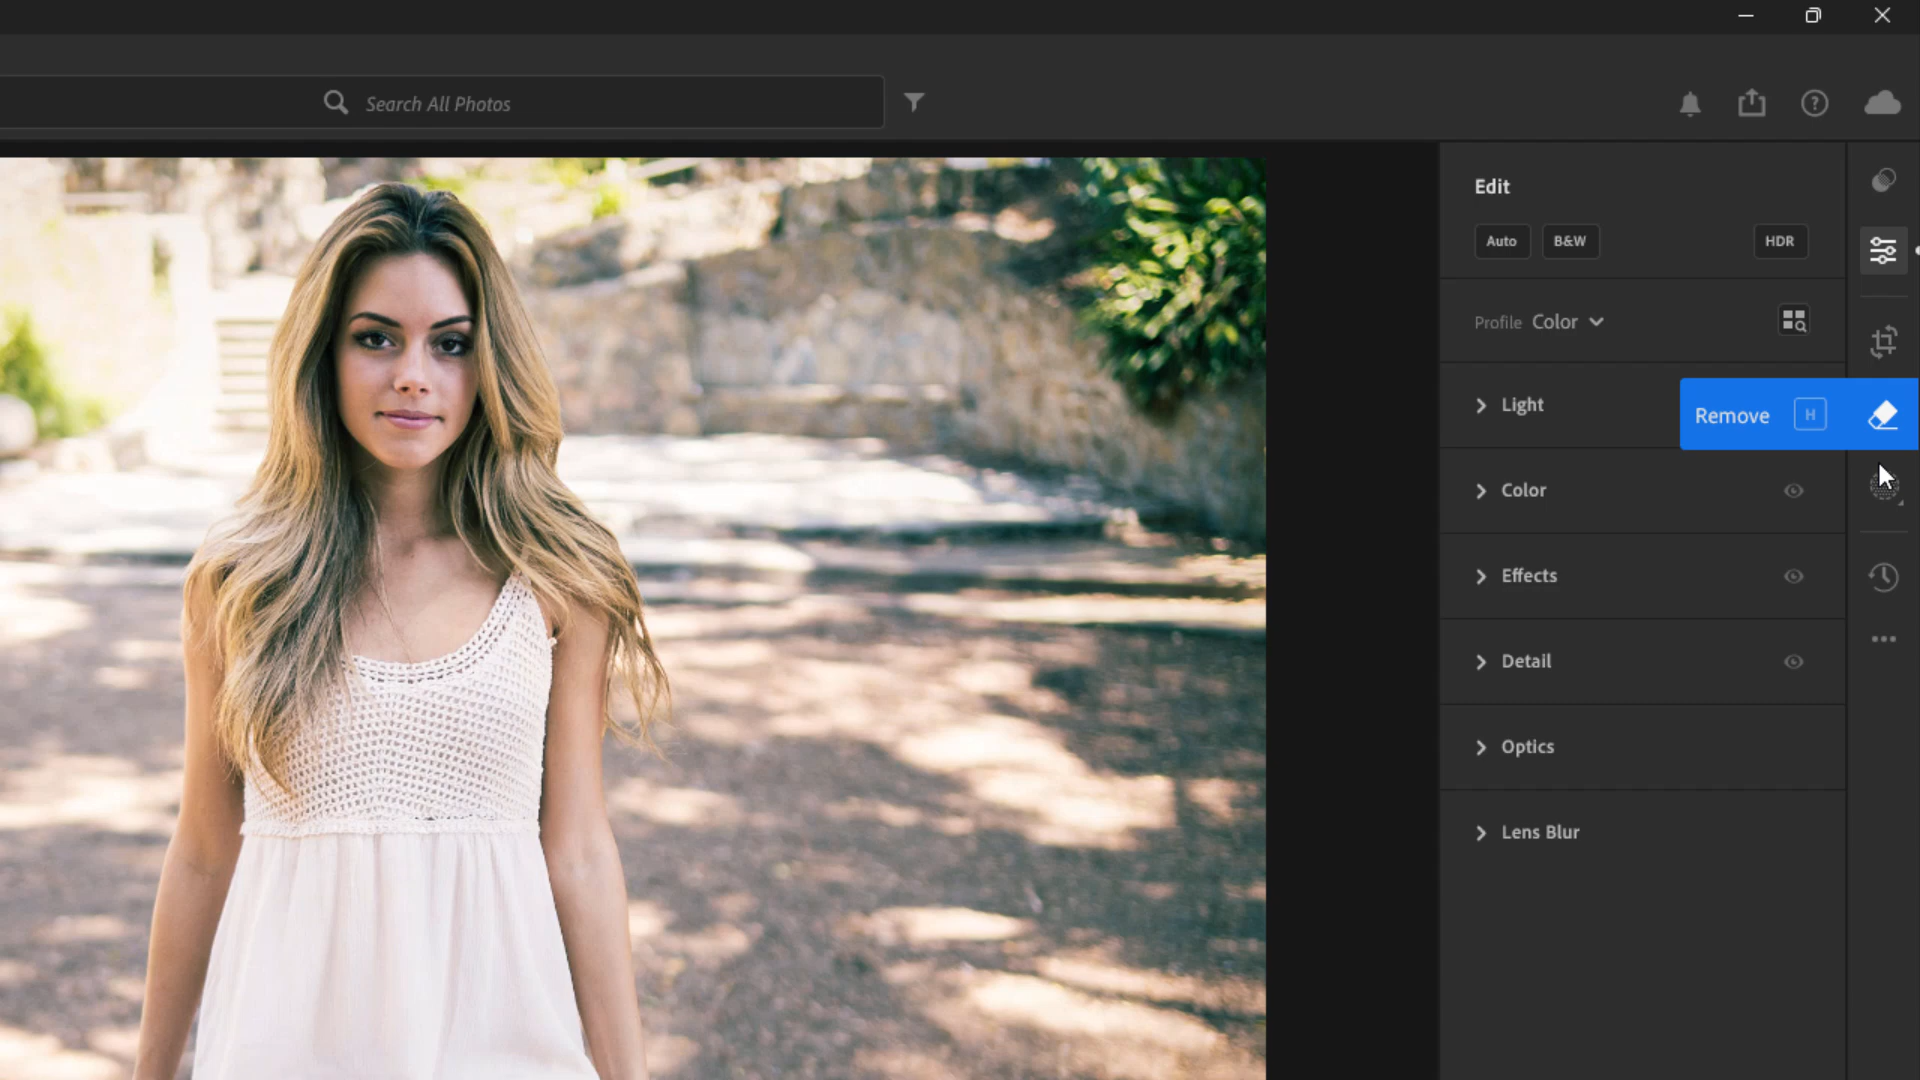 Search All Photos
Edit
Auto B&W HDR
Profile Color
Light
Remove H
Color
Effects
Detail
Optics
Lens Blur